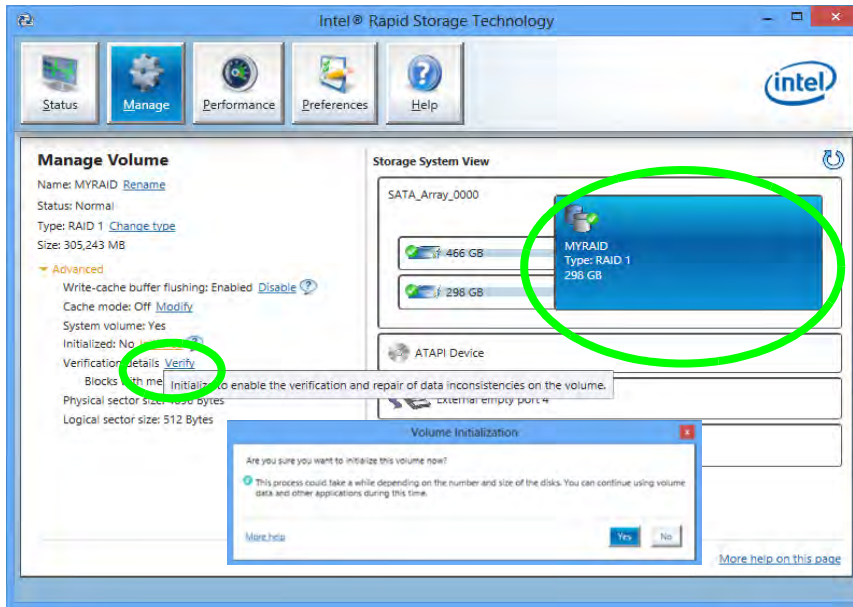 Intel® Rapid Storage Technology
Status
Manage
Performance
Preferences
Help
intel
Manage Volume
Name: MYRAID Rename
Status: Normal
Type: RAID 1 Change type
Size: 305,243 MB
Advanced
Write-cache buffer flushing: Enabled Disable
Cache mode: Off Modify
System volume: Yes
Initialized: No
Verification details Verify
Blocks with me
Initialize to enable the verification and repair of data inconsistencies on the volume.
Physical sector size: 4096 Bytes
Logical sector size: 512 Bytes
Storage System View
SATA_Array_0000
466 GB
298 GB
MYRAID
Type: RAID 1
298 GB
ATAPI Device
External empty port 4
Volume Initialization
Are you sure you want to initialize this volume now?
This process could take a while depending on the number and size of the disks. You can continue using volume
data and other applications during this time.
More help
Yes
No
More help on this page